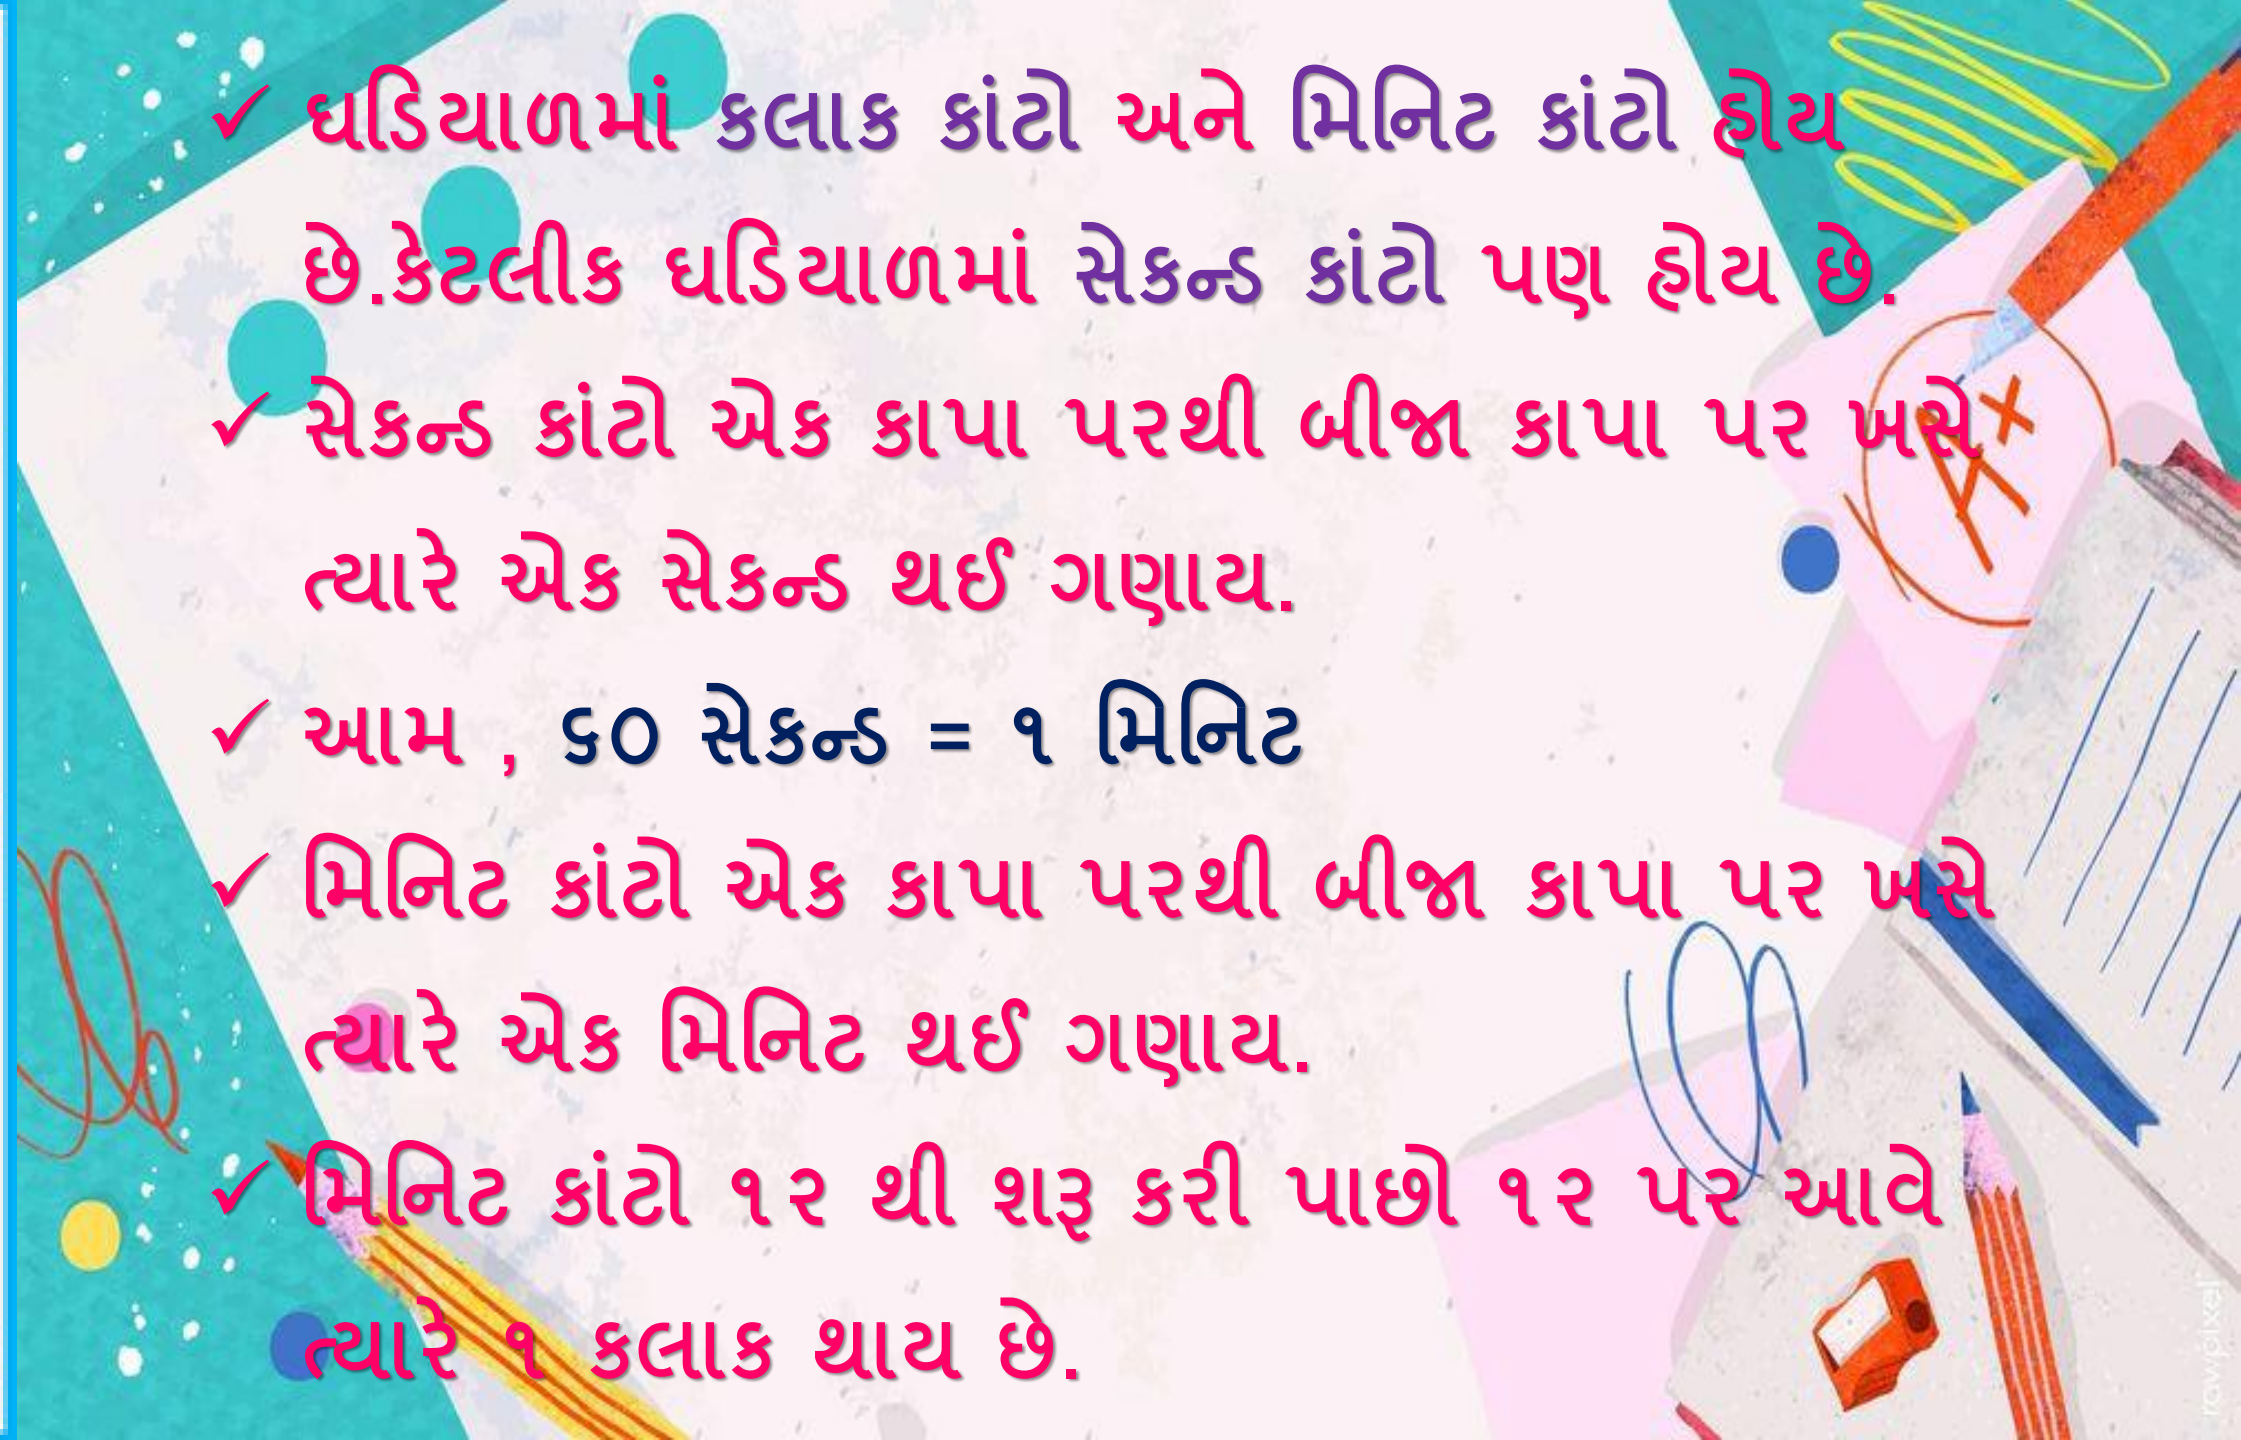 ✓ ઘડિયાળમાં કલાક કાંટો અને મિનિટ કાંટો હોય
છે.કેટલીક ઘડિયાળમાં સેકન્ડ કાંટો પણ હોય છે.
✓ સેકન્ડ કાંટો એક કાપા પરથી બીજા કાપા પર ખસે
ત્યારે એક સેકન્ડ થઈ ગણાય.
✓ આમ , ૬૦ સેકન્ડ = ૧ મિનિટ
✓ મિનિટ કાંટો એક કાપા પરથી બીજા કાપા પર ખસે
ત્યારે એક મિનિટ થઈ ગણાય.
✓ મિનિટ કાંટો ૧૨ થી શરૂ કરી પાછો ૧૨ પર આવે
ત્યારે ૧ કલાક થાય છે.
A+
rawpixel